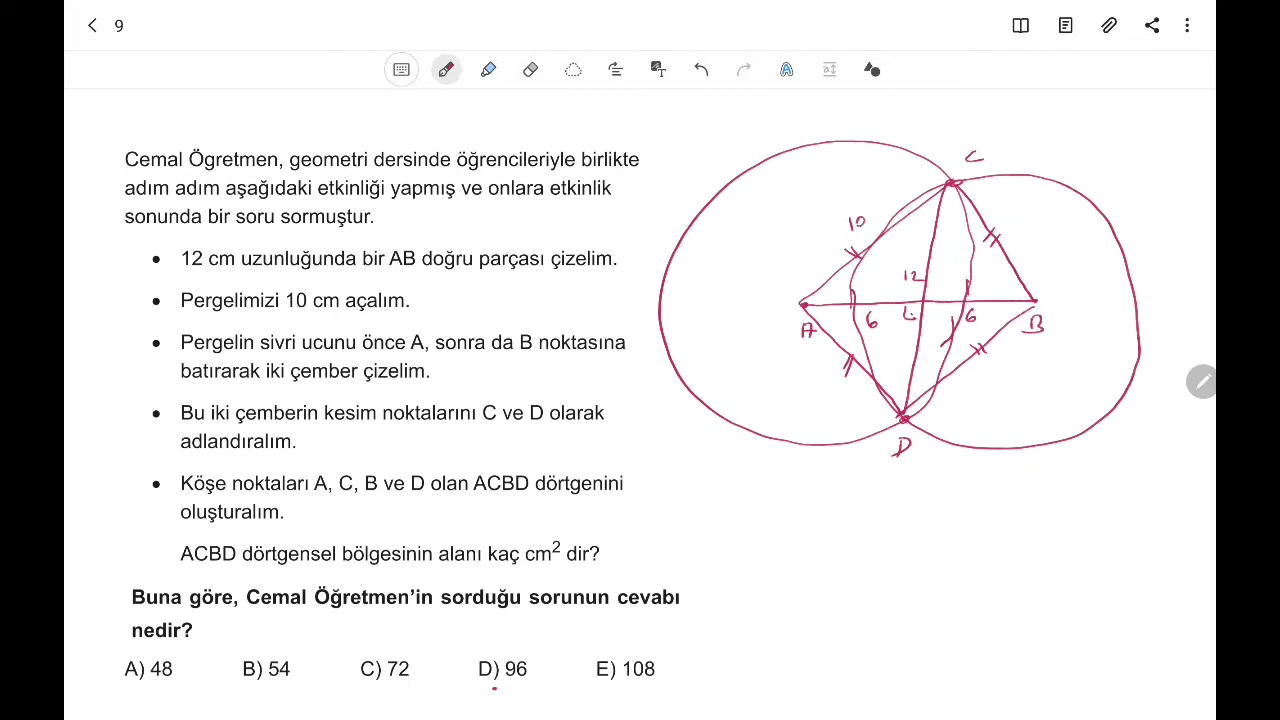 9
Cemal Ögretmen, geometri dersinde öğrencileriyle birlikte
adım adım aşağıdaki etkinliği yapmış ve onlara etkinlik
sonunda bir soru sormuştur.
• 12 cm uzunluğunda bir AB doğru parçası çizelim.
• Pergelimizi 10 cm açalım.
• Pergelin sivri ucunu önce A, sonra da B noktasına
batırarak iki çember çizelim.
• Bu iki çemberin kesim noktalarını C ve D olarak
adlandıralım.
• Köşe noktaları A, C, B ve D olan ACBD dörtgenini
oluşturalım.
ACBD dörtgensel bölgesinin alanı kaç cm² dir?
Buna göre, Cemal Öğretmen’in sorduğu sorunun cevabı
nedir?
A) 48 B) 54 C) 72 D) 96 E) 108
C
10
12
A 6 6 B
D